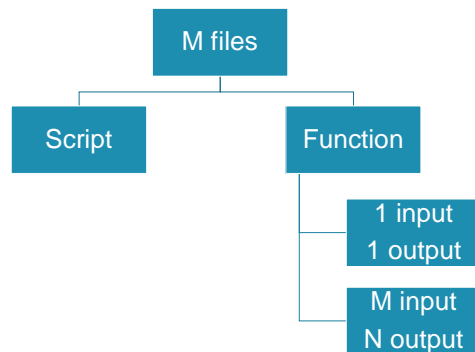 M files
Script
Function
1 input
1 output
M input
N output